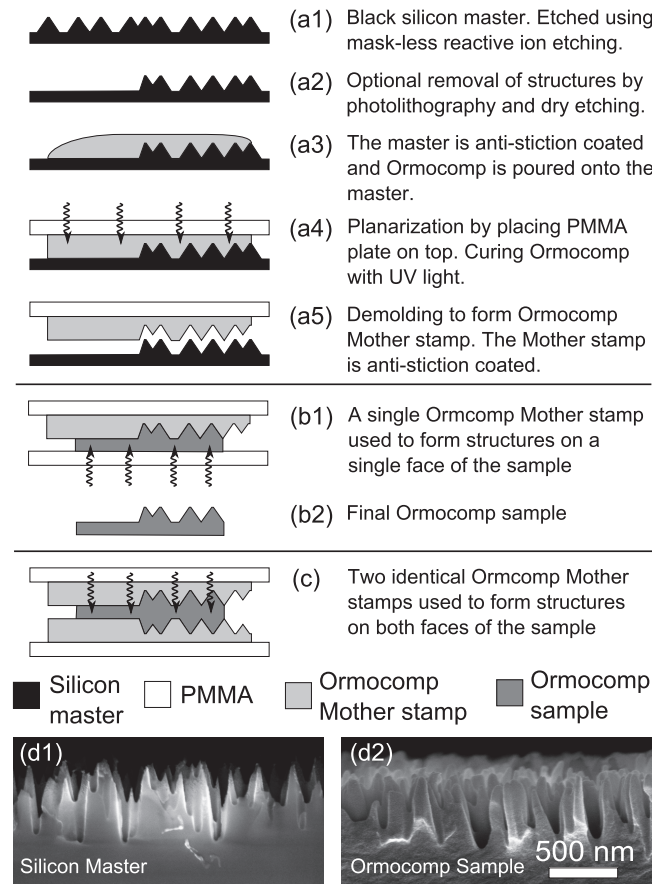 (a1) Black silicon master. Etched using
mask-less reactive ion etching.
(a2) Optional removal of structures by
photolithography and dry etching.
(a3) The master is anti-stiction coated
and Ormocomp is poured onto the
master.
(a4) Planarization by placing PMMA
plate on top. Curing Ormocomp
with UV light.
(a5) Demolding to form Ormocomp
Mother stamp. The Mother stamp
is anti-stiction coated.
(b1) A single Ormcomp Mother stamp
used to form structures on a
single face of the sample
(b2) Final Ormocomp sample
(c) Two identical Ormcomp Mother
stamps used to form structures
on both faces of the sample
Silicon
master
PMMA
Ormocomp
Mother stamp
Ormocomp
sample
(d1)
Silicon Master
(d2)
Ormocomp Sample
500 nm